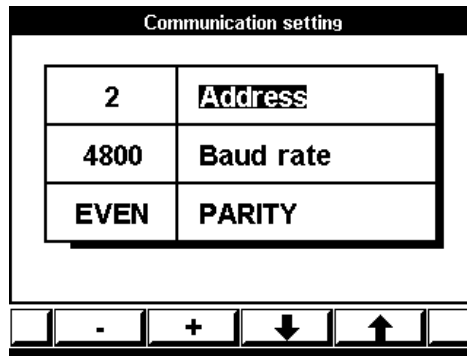 Communication setting
2 Address
4800 Baud rate
EVEN PARITY
- +